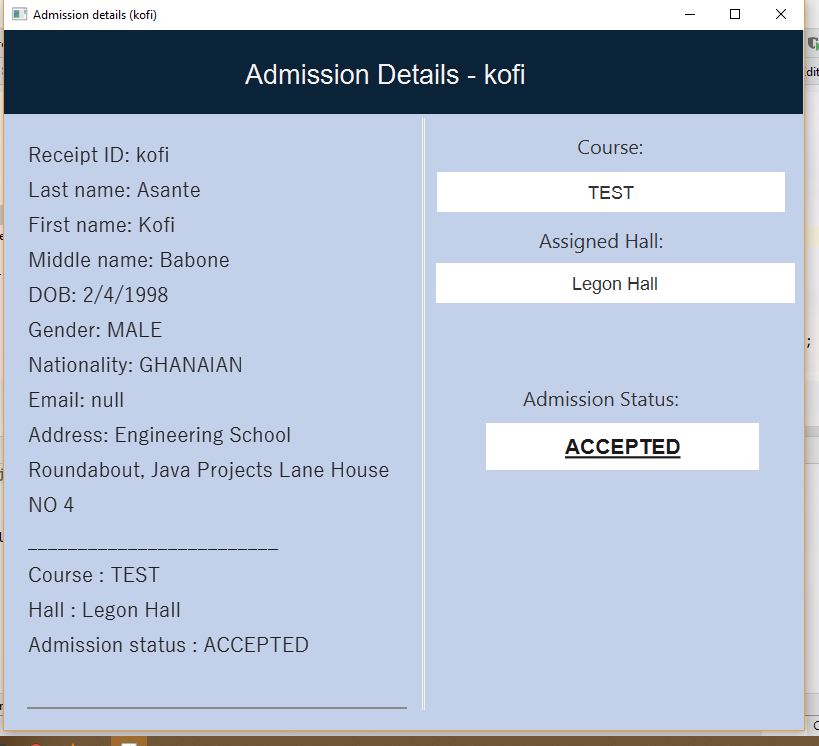 Admission details (kofi)
Admission Details - kofi
Receipt ID: kofi
Last name: Asante
First name: Kofi
Middle name: Babone
DOB: 2/4/1998
Gender: MALE
Nationality: GHANAIAN
Email: null
Address: Engineering School
Roundabout, Java Projects Lane House
NO 4
_________________________
Course : TEST
Hall : Legon Hall
Admission status : ACCEPTED
Course:
TEST
Assigned Hall:
Legon Hall
Admission Status:
ACCEPTED